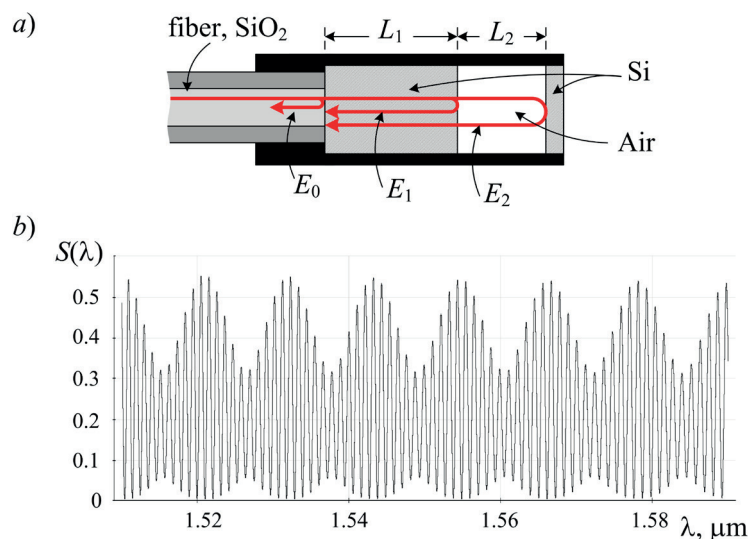 a)
fiber, SiO₂
L₁
L₂
Si
Air
E₀
E₁
E₂
b)
S(λ)
0.5
0.4
0.3
0.2
0.1
0
1.52
1.54
1.56
1.58
λ, μm